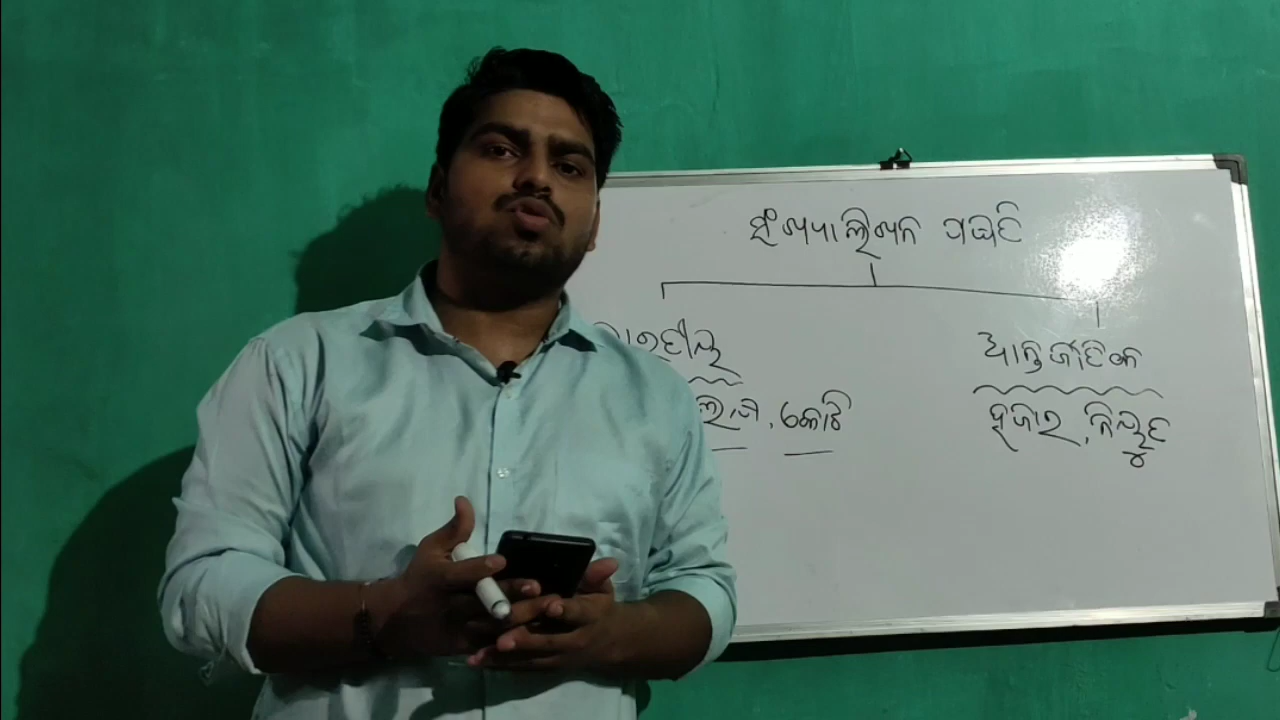 ସଂଖ୍ୟାଲିଖନ ପଦ୍ଧତି
ଆନ୍ତର୍ଜାତିକ
କୋଟି ହଜାର, ନିୟୁତ